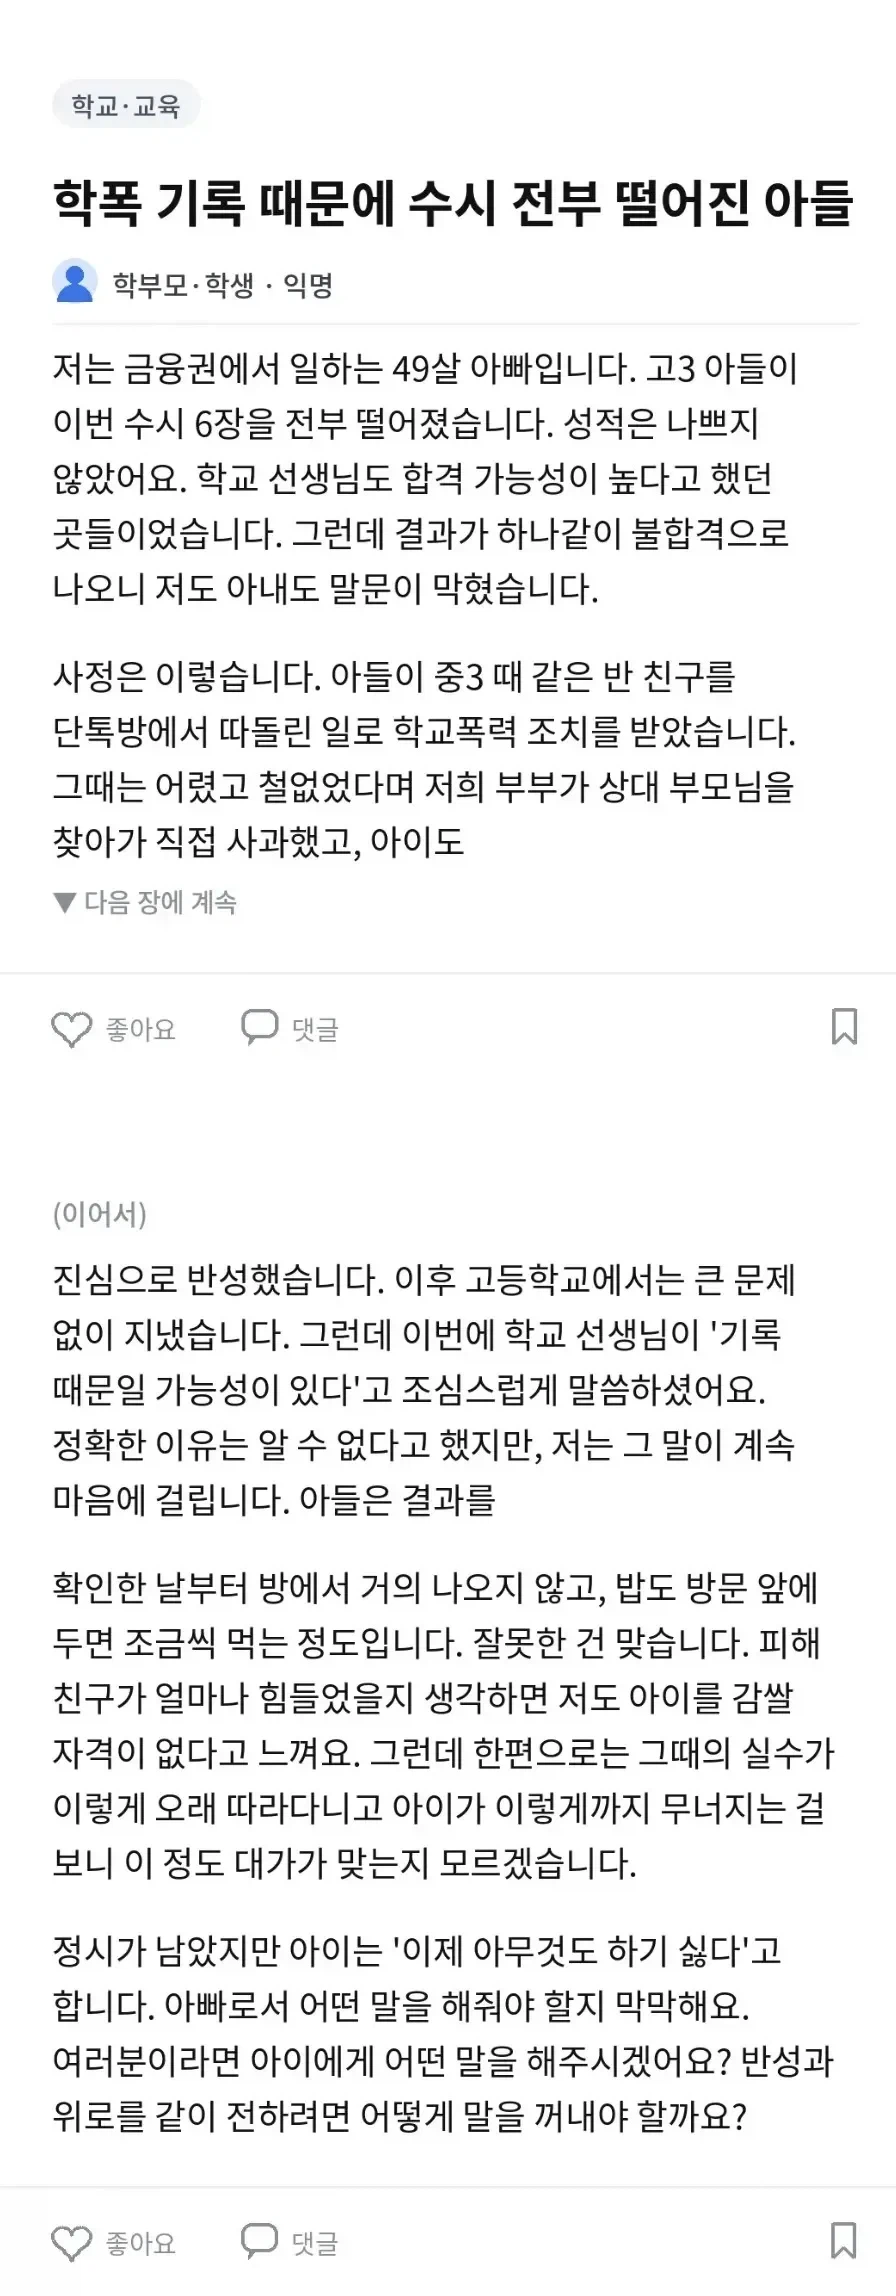 학교·교육
학폭 기록 때문에 수시 전부 떨어진 아들
학부모·학생 · 익명
저는 금융권에서 일하는 49살 아빠입니다. 고3 아들이
이번 수시 6장을 전부 떨어졌습니다. 성적은 나쁘지
않았어요. 학교 선생님도 합격 가능성이 높다고 했던
곳들이었습니다. 그런데 결과가 하나같이 불합격으로
나오니 저도 아내도 말문이 막혔습니다.
사정은 이렇습니다. 아들이 중3 때 같은 반 친구를
단톡방에서 따돌린 일로 학교폭력 조치를 받았습니다.
그때는 어렸고 철없었다며 저희 부부가 상대 부모님을
찾아가 직접 사과했고, 아이도
▼ 다음 장에 계속
좋아요 댓글
(이어서)
진심으로 반성했습니다. 이후 고등학교에서는 큰 문제
없이 지냈습니다. 그런데 이번에 학교 선생님이 '기록
때문일 가능성이 있다'고 조심스럽게 말씀하셨어요.
정확한 이유는 알 수 없다고 했지만, 저는 그 말이 계속
마음에 걸립니다. 아들은 결과를
확인한 날부터 방에서 거의 나오지 않고, 밥도 방문 앞에
두면 조금씩 먹는 정도입니다. 잘못한 건 맞습니다. 피해
친구가 얼마나 힘들었을지 생각하면 저도 아이를 감쌀
자격이 없다고 느껴요. 그런데 한편으로는 그때의 실수가
이렇게 오래 따라다니고 아이가 이렇게까지 무너지는 걸
보니 이 정도 대가가 맞는지 모르겠습니다.
정시가 남았지만 아이는 '이제 아무것도 하기 싫다'고
합니다. 아빠로서 어떤 말을 해줘야 할지 막막해요.
여러분이라면 아이에게 어떤 말을 해주시겠어요? 반성과
위로를 같이 전하려면 어떻게 말을 꺼내야 할까요?
좋아요 댓글